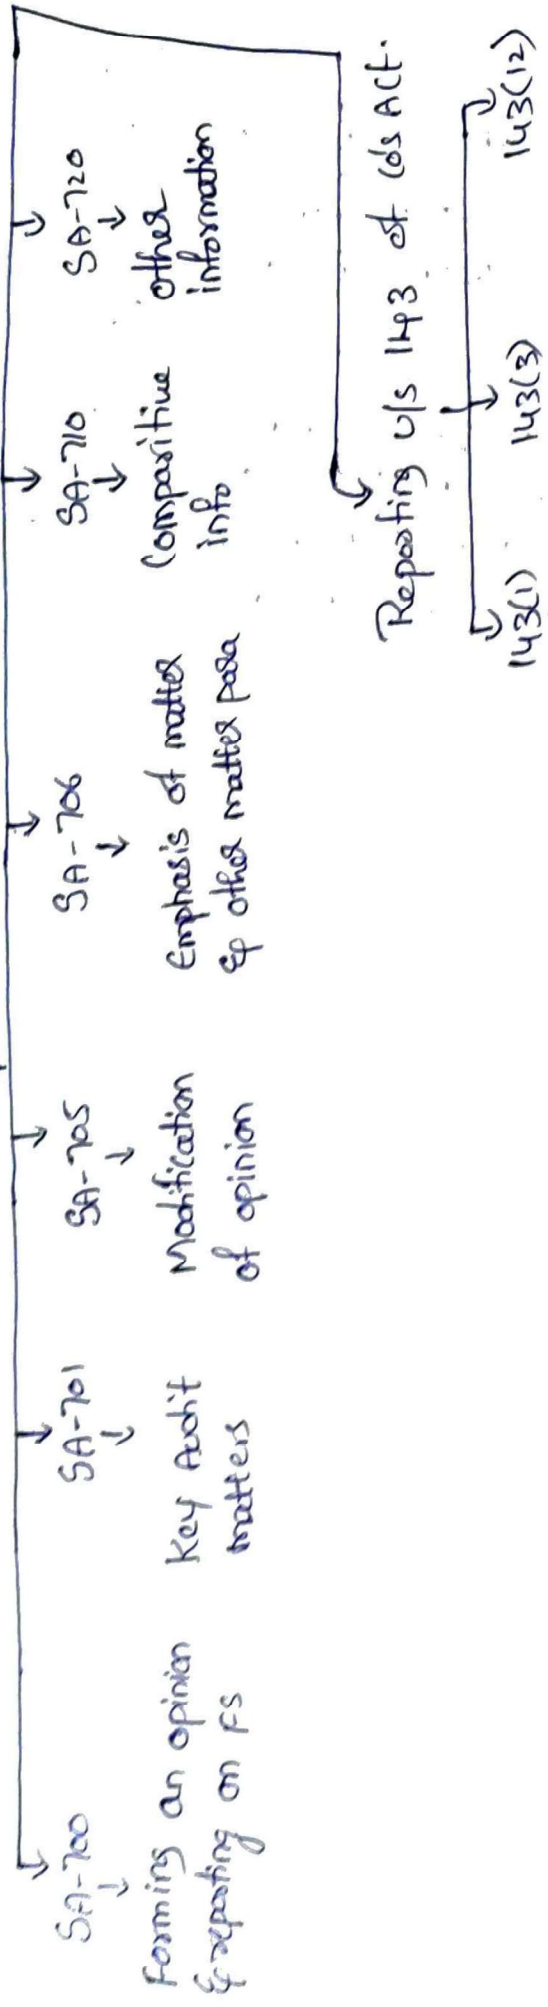 SA-700
Forming an opinion
& reporting on FS
SA-701
Key Audit
matters
SA-705
Modification
of opinion
SA-706
Emphasis of matter
& other matter para
SA-710
Comparitive
info
SA-720
other
information
Reporting u/s 143 of Co's Act.
143(1)
143(3)
143(12)